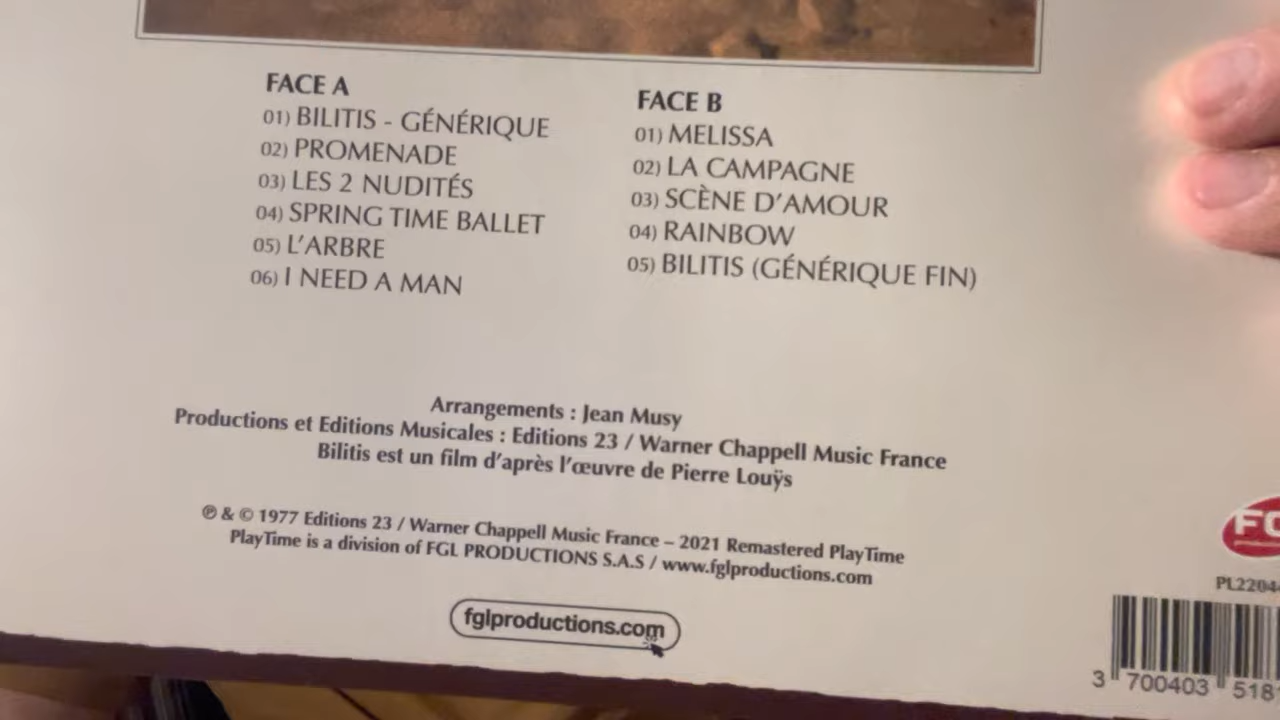 FACE A
01) BILITIS - GÉNÉRIQUE
02) PROMENADE
03) LES 2 NUDITÉS
04) SPRING TIME BALLET
05) L'ARBRE
06) I NEED A MAN
FACE B
01) MELISSA
02) LA CAMPAGNE
03) SCÈNE D'AMOUR
04) RAINBOW
05) BILITIS (GÉNÉRIQUE FIN)
Arrangements : Jean Musy
Productions et Editions Musicales : Editions 23 / Warner Chappell Music France
Bilitis est un film d'après l'œuvre de Pierre Louÿs
℗ & © 1977 Editions 23 / Warner Chappell Music France – 2021 Remastered PlayTime
PlayTime is a division of FGL PRODUCTIONS S.A.S / www.fglproductions.com
fglproductions.com
PL2204
3 700403 518